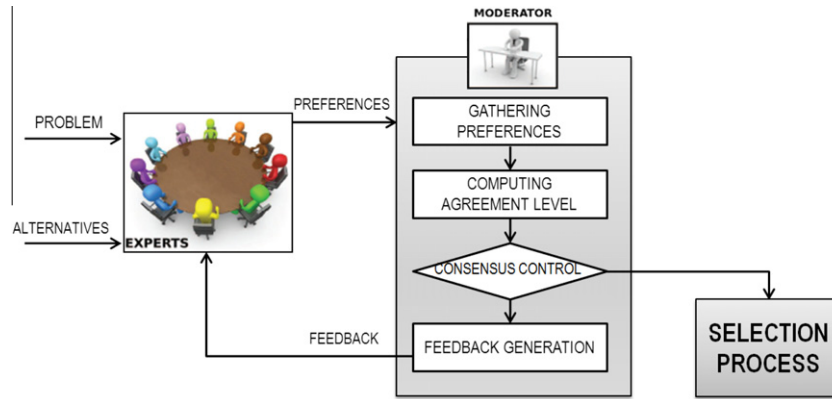 MODERATOR
PREFERENCES
GATHERING
PREFERENCES
PROBLEM
COMPUTING
AGREEMENT LEVEL
ALTERNATIVES
EXPERTS
CONSENSUS CONTROL
FEEDBACK
FEEDBACK GENERATION
SELECTION
PROCESS